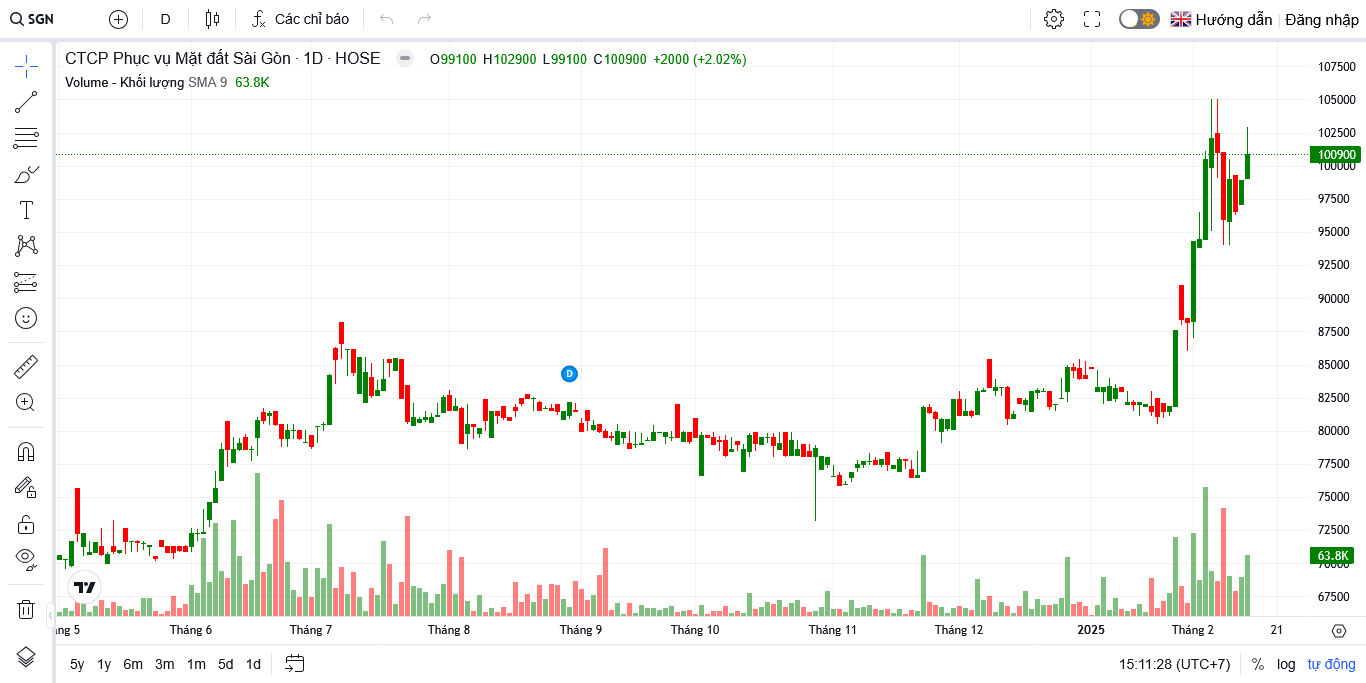 SGN D Các chỉ báo Hướng dẫn Đăng nhập
CTCP Phục vụ Mặt đất Sài Gòn · 1D · HOSE O99100 H102900 L99100 C100900 +2000 (+2.02%)
Volume - Khối lượng SMA 9 63.8K
107500
105000
102500
100900
100000
97500
95000
92500
90000
87500
85000
D
82500
80000
77500
75000
72500
63.8K
70000
67500
ng 5 Tháng 6 Tháng 7 Tháng 8 Tháng 9 Tháng 10 Tháng 11 Tháng 12 2025 Tháng 2 21
5y 1y 6m 3m 1m 5d 1d 15:11:28 (UTC+7) % log tự động